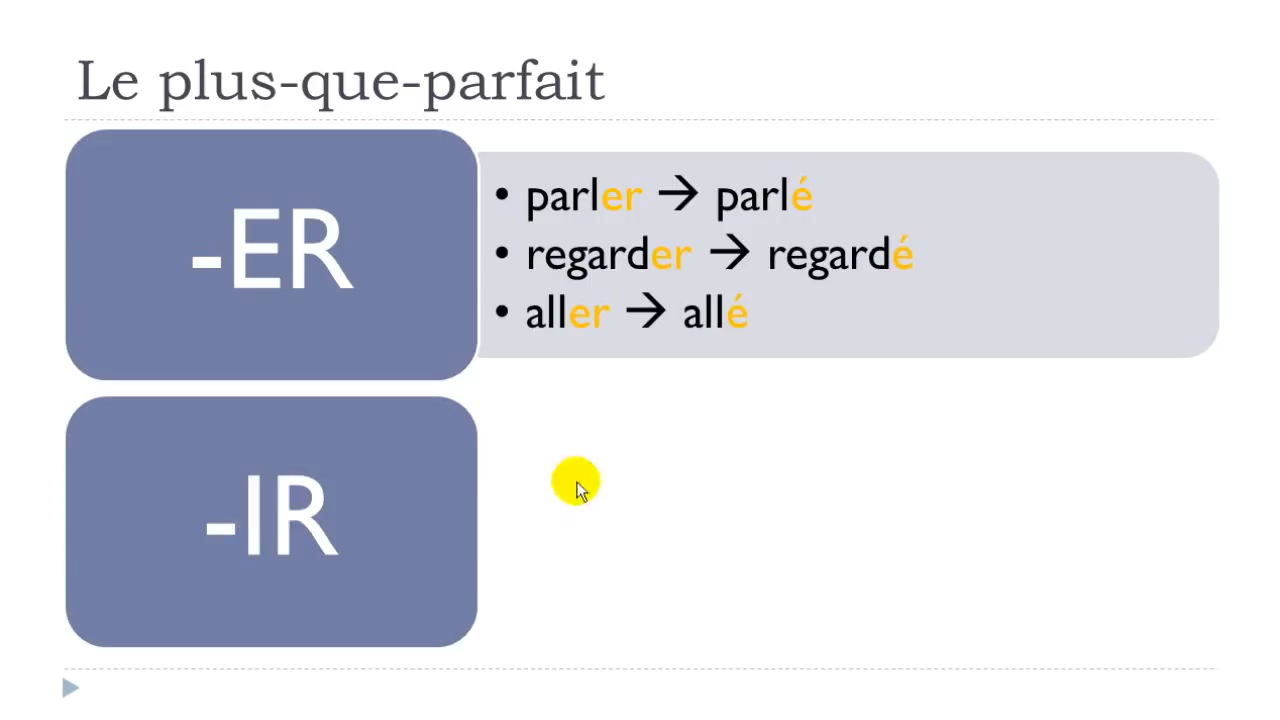 Le plus-que-parfait
-ER
• parler → parlé
• regarder → regardé
• aller → allé
-IR